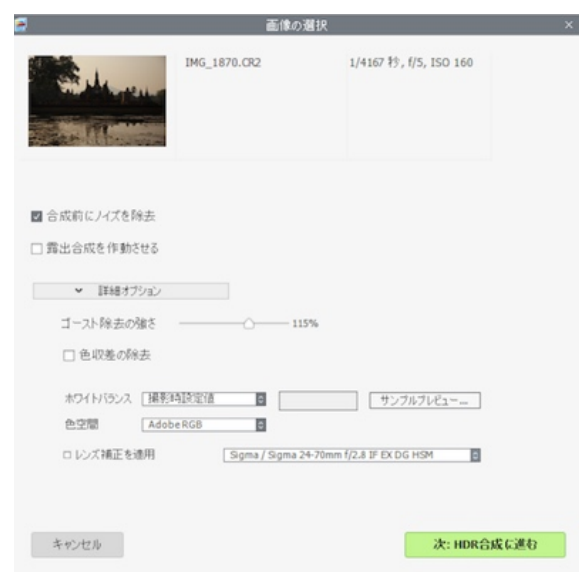 画像の選択
IMG_1870.CR2
1/4167 秒, f/5, ISO 160
合成前にノイズを除去
露出合成を作動させる
詳細オプション
ゴースト除去の強さ 115%
色収差の除去
ホワイトバランス 撮影時設定値 サンプルプレビュー...
色空間 AdobeRGB
レンズ補正を適用 Sigma / Sigma 24-70mm f/2.8 IF EX DG HSM
キャンセル 次: HDR合成に進む